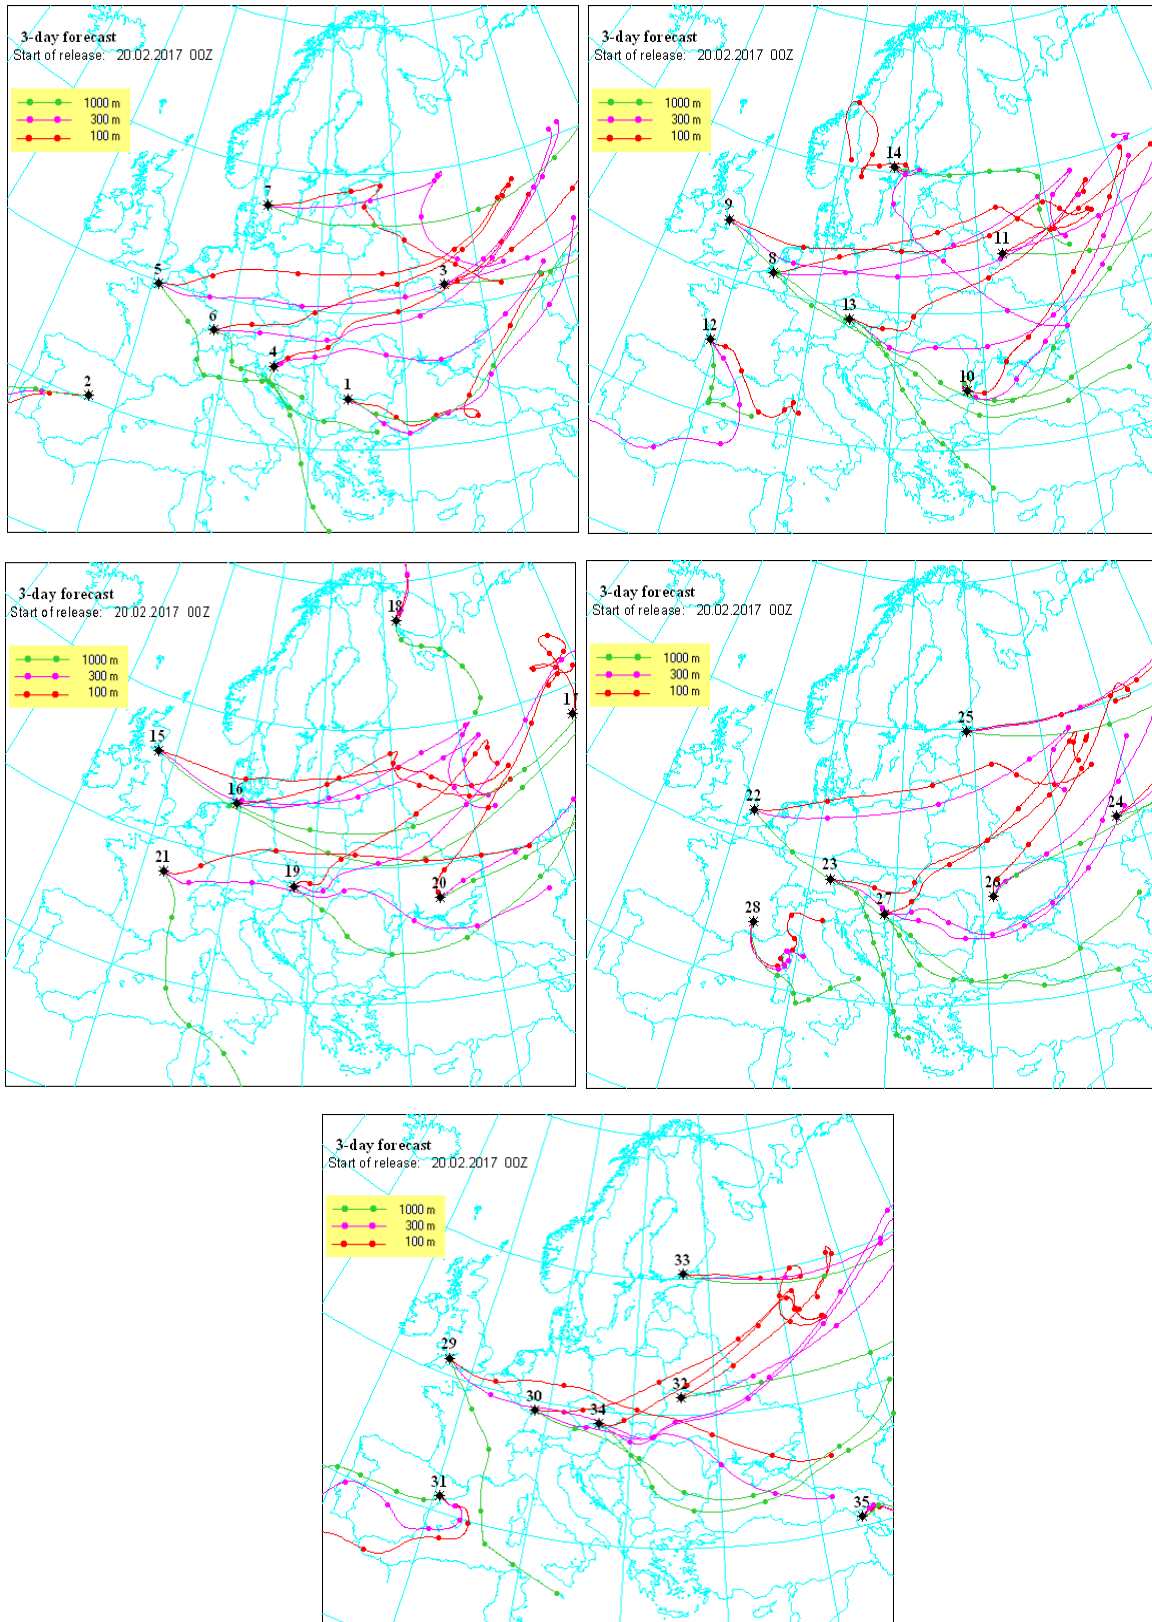 3-day forecast
Start of release: 20.02.2017 00Z
1000 m
300 m
100 m
7
5
3
6
4
2
1
3-day forecast
Start of release: 20.02.2017 00Z
1000 m
300 m
100 m
14
9
11
8
13
12
10
3-day forecast
Start of release: 20.02.2017 00Z
1000 m
300 m
100 m
18
17
15
16
21
19
20
3-day forecast
Start of release: 20.02.2017 00Z
1000 m
300 m
100 m
25
22
24
23
26
27
28
3-day forecast
Start of release: 20.02.2017 00Z
1000 m
300 m
100 m
33
29
32
30
34
31
35